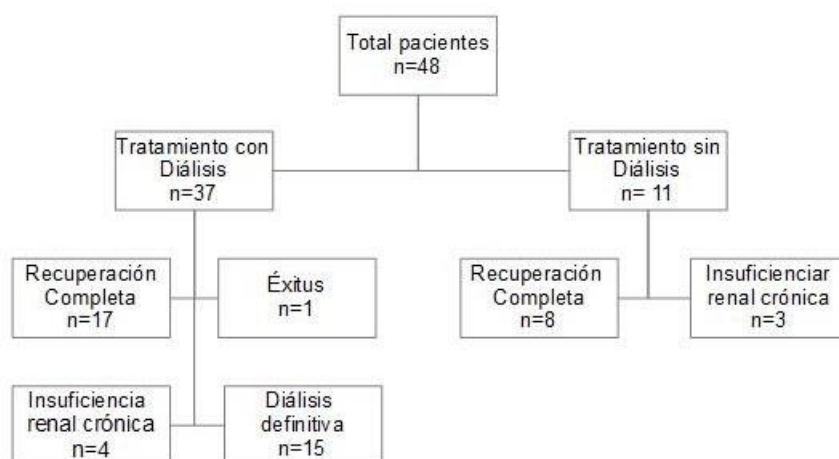 Total pacientes
n=48
Tratamiento con
Diálisis
n=37
Tratamiento sin
Diálisis
n= 11
Recuperación
Completa
n=17
Éxitus
n=1
Recuperación
Completa
n=8
Insuficienciar
renal crónica
n=3
Insuficiencia
renal crónica
n=4
Diálisis
definitiva
n=15